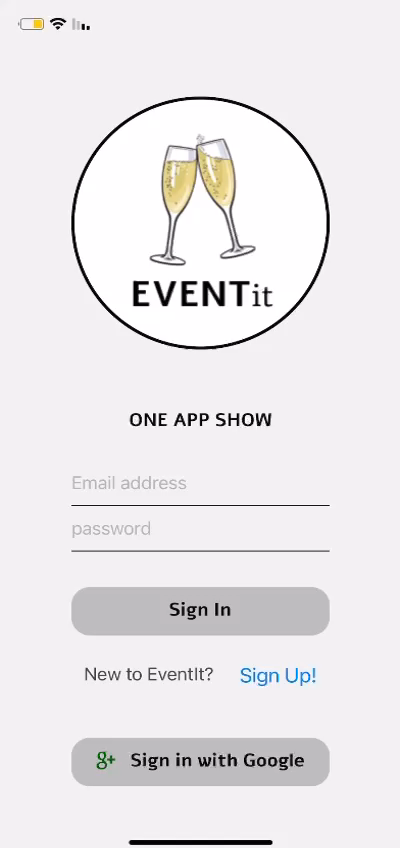 EVENTit
ONE APP SHOW
Email address
password
Sign In
New to EventIt? Sign Up!
g+ Sign in with Google